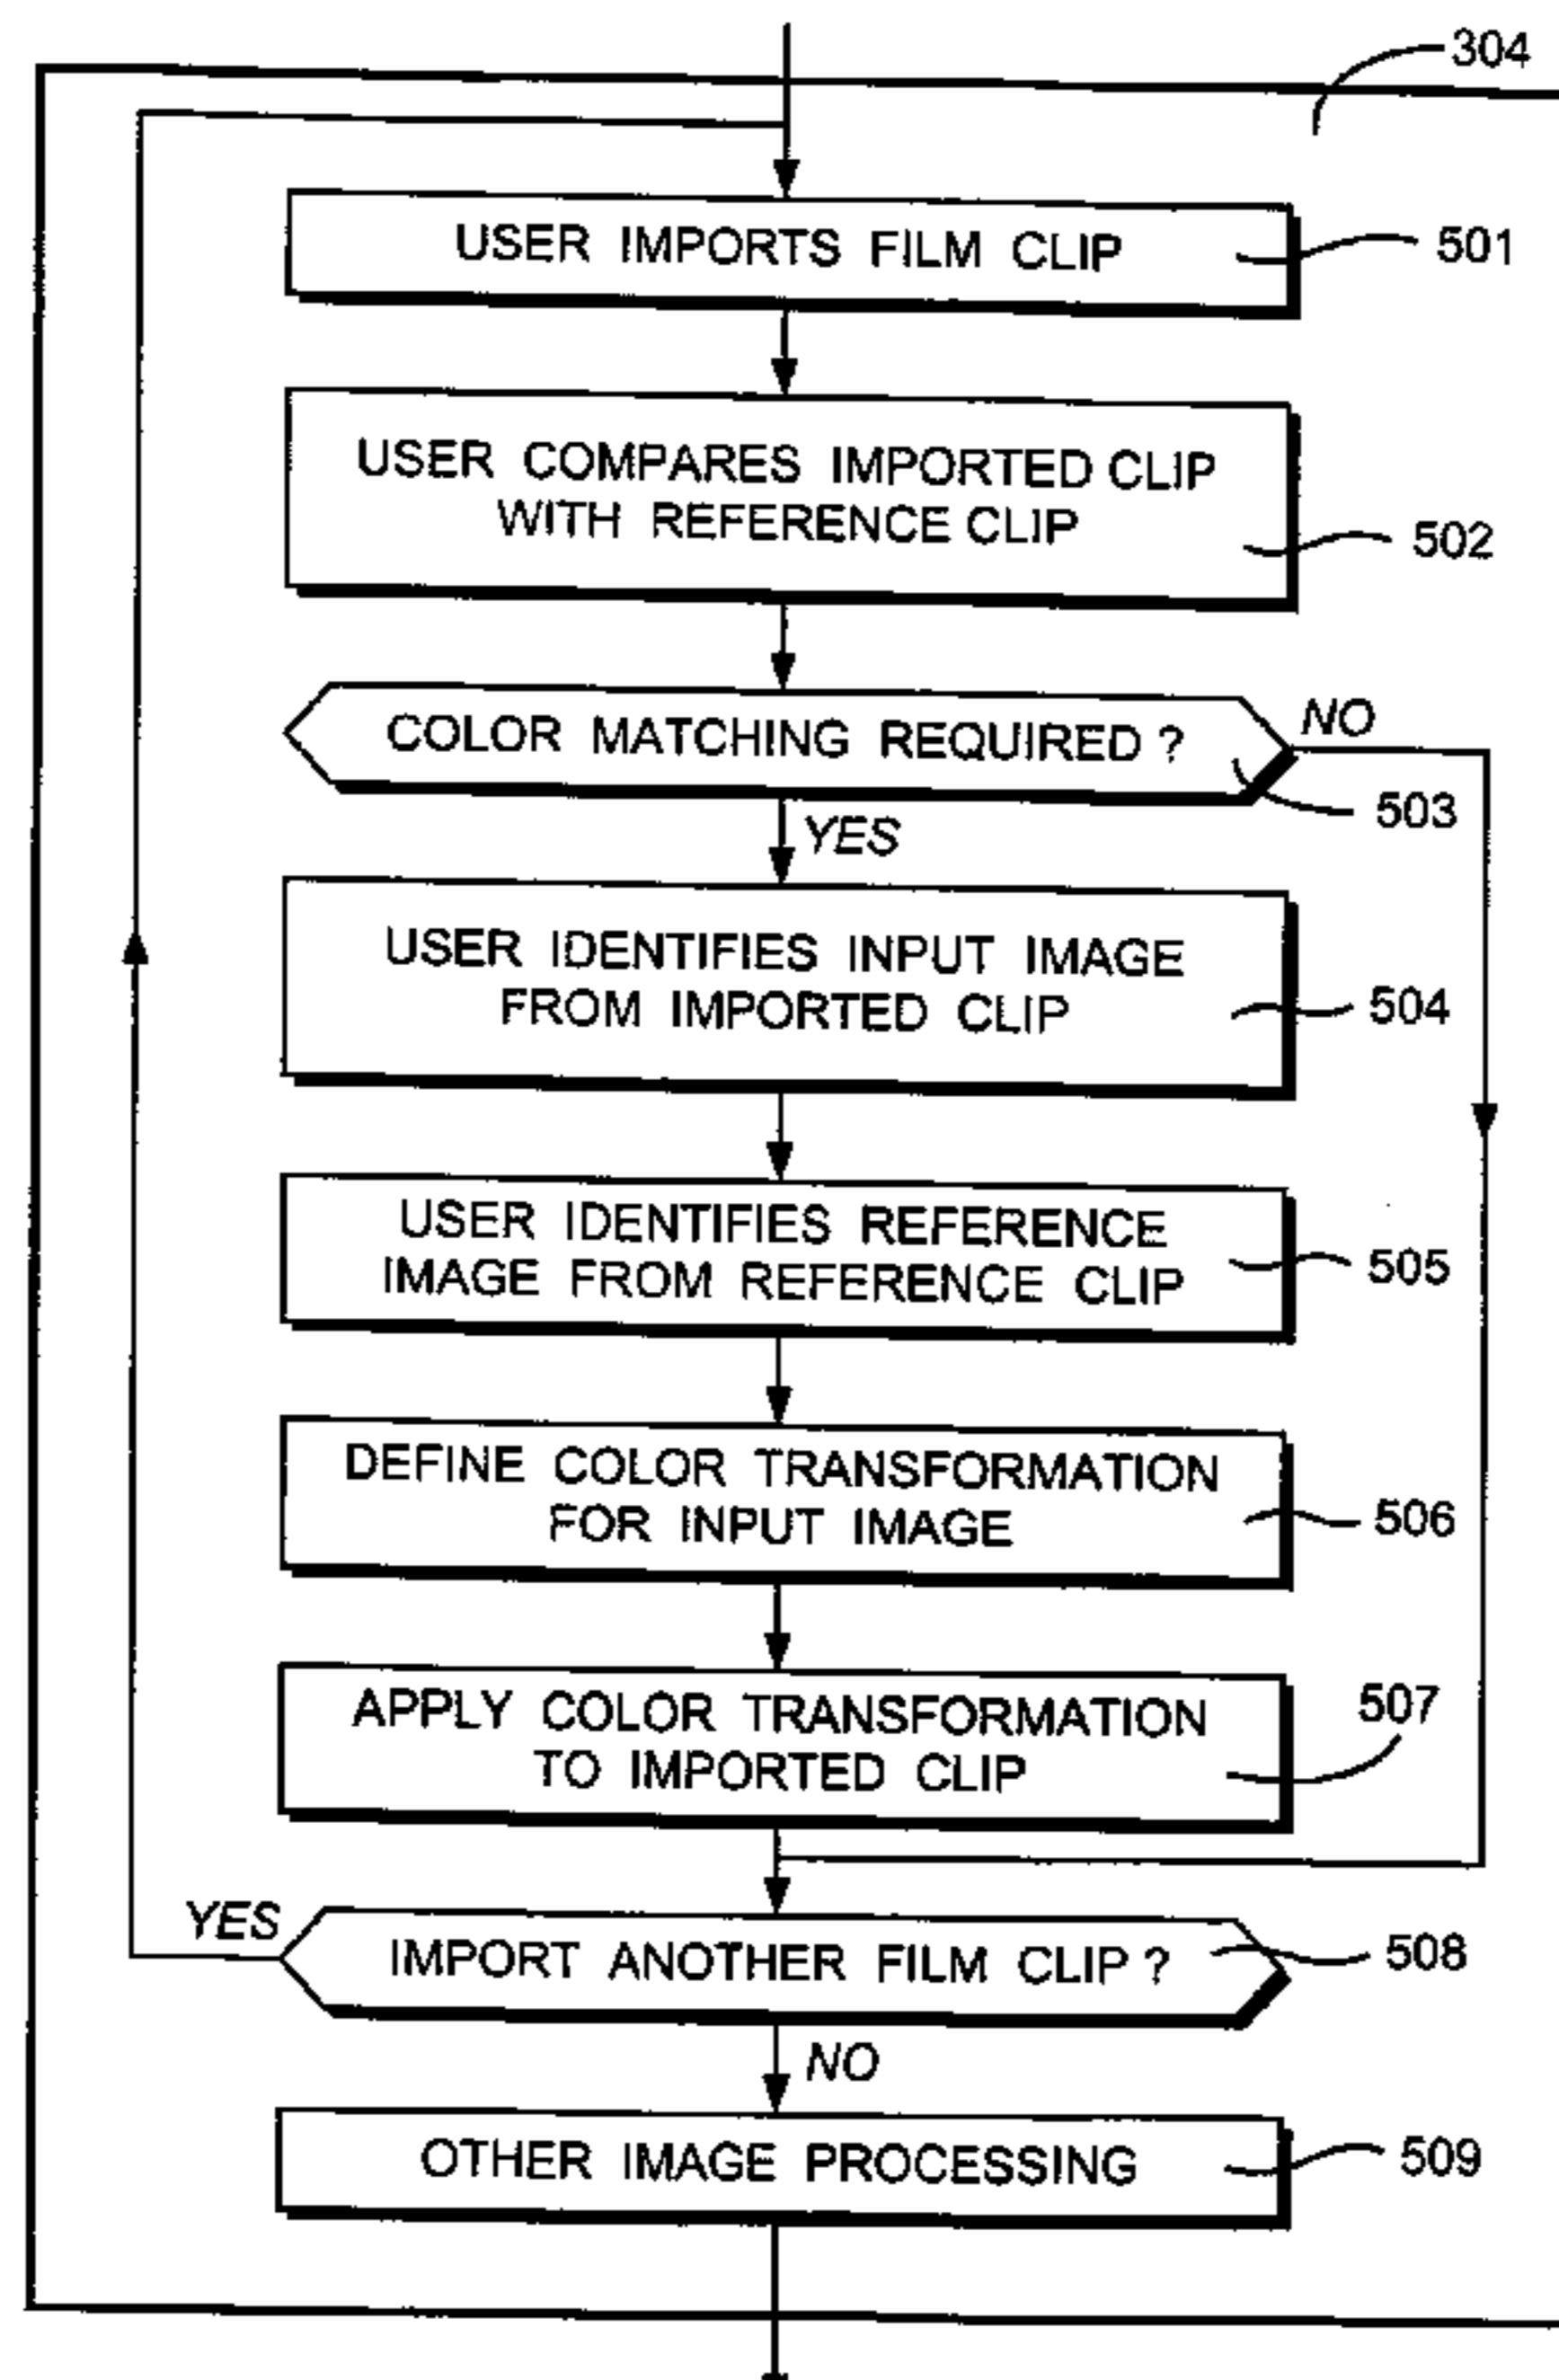 304
USER IMPORTS FILM CLIP
501
USER COMPARES IMPORTED CLIP
WITH REFERENCE CLIP
502
COLOR MATCHING REQUIRED ?
NO
503
YES
USER IDENTIFIES INPUT IMAGE
FROM IMPORTED CLIP
504
USER IDENTIFIES REFERENCE
IMAGE FROM REFERENCE CLIP
505
DEFINE COLOR TRANSFORMATION
FOR INPUT IMAGE
506
APPLY COLOR TRANSFORMATION
TO IMPORTED CLIP
507
YES
IMPORT ANOTHER FILM CLIP ?
508
NO
OTHER IMAGE PROCESSING
509